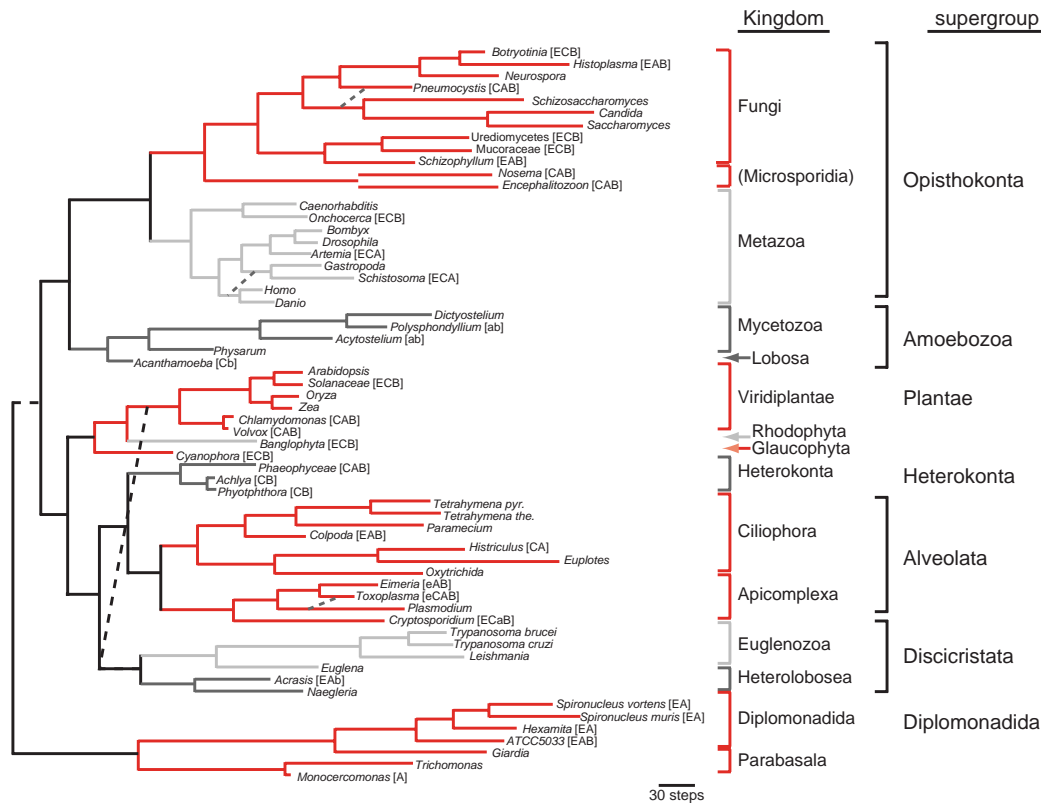 Kingdom
supergroup
Botryotinia [ECB]
Histoplasma [EAB]
Neurospora
Pneumocystis [CAB]
Schizosaccharomyces
Candida
Saccharomyces
Urediomycetes [ECB]
Mucoraceae [ECB]
Schizophyllum [EAB]
Nosema [CAB]
Encephalitozoon [CAB]
Caenorhabditis
Onchocerca [ECB]
Bombyx
Drosophila
Artemia [ECA]
Gastropoda
Schistosoma [ECA]
Homo
Danio
Dictyostelium
Polysphondyllium [ab]
Acytostelium [ab]
Physarum
Acanthamoeba [Cb]
Arabidopsis
Solanaceae [ECB]
Oryza
Zea
Chlamydomonas [CAB]
Volvox [CAB]
Banglophyta [ECB]
Cyanophora [ECB]
Phaeophyceae [CAB]
Achlya [CB]
Phyotphthora [CB]
Tetrahymena pyr.
Tetrahymena the.
Paramecium
Colpoda [EAB]
Histriculus [CA]
Euplotes
Oxytrichida
Eimeria [eAB]
Toxoplasma [eCAB]
Plasmodium
Cryptosporidium [ECaB]
Trypanosoma brucei
Trypanosoma cruzi
Leishmania
Euglena
Acrasis [EAb]
Naegleria
Spironucleus vortens [EA]
Spironucleus muris [EA]
Hexamita [EA]
ATCC5033 [EAB]
Giardia
Trichomonas
Monocercomonas [A]
Fungi
(Microsporidia)
Metazoa
Mycetozoa
Lobosa
Viridiplantae
Rhodophyta
Glaucophyta
Heterokonta
Ciliophora
Apicomplexa
Euglenozoa
Heterolobosea
Diplomonadida
Parabasala
Opisthokonta
Amoebozoa
Plantae
Heterokonta
Alveolata
Discicristata
Diplomonadida
30 steps